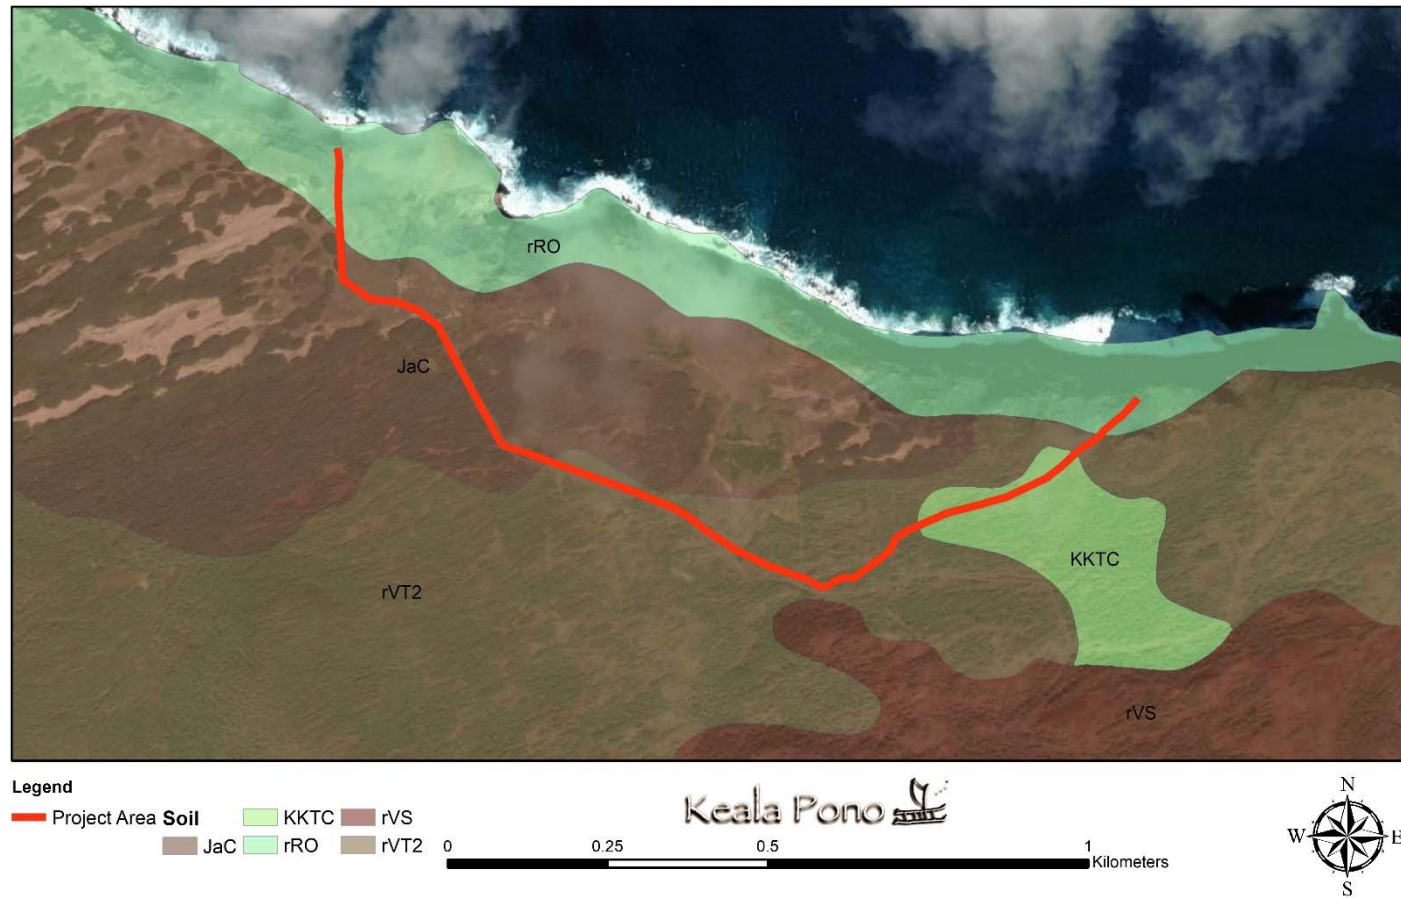 rRO
JaC
rVT2
KKTC
rVS
Legend
Project Area Soil KKTC rVS
JaC rRO rVT2
Keala Pono
0 0.25 0.5 1
Kilometers
N
W E
S